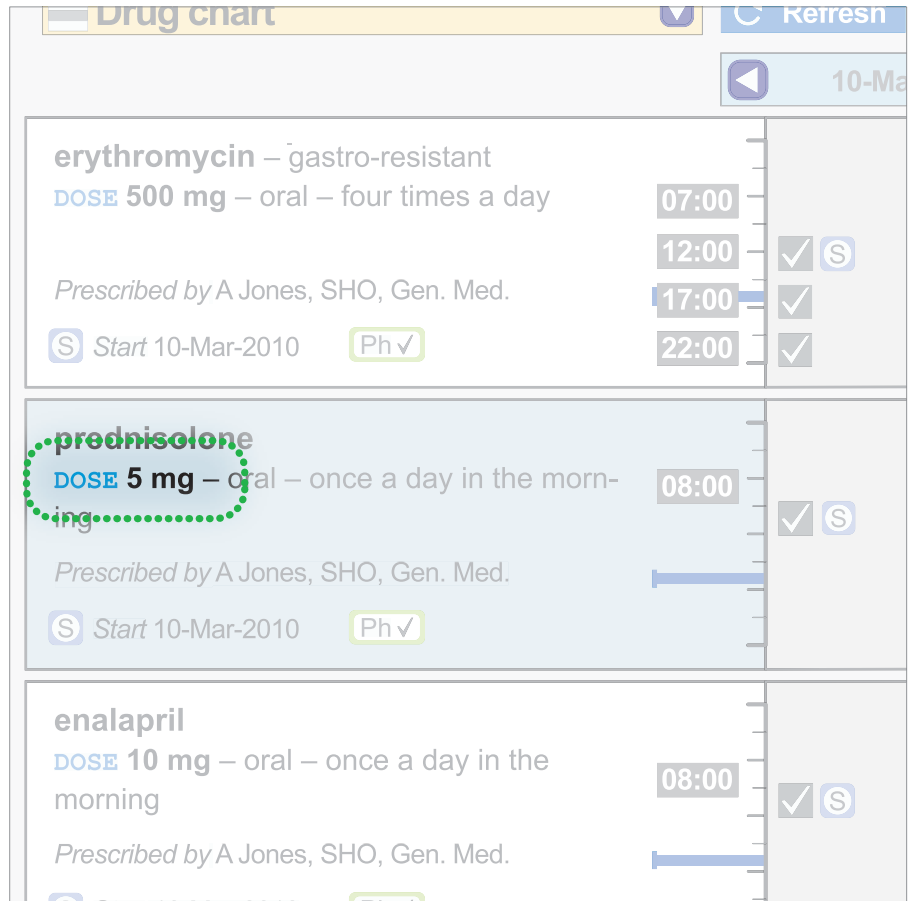 Drug chart
Refresh
10-Ma
erythromycin – gastro-resistant
DOSE 500 mg – oral – four times a day
07:00
12:00
S
Prescribed by A Jones, SHO, Gen. Med.
17:00
S Start 10-Mar-2010 Ph
22:00
prednisolone
DOSE 5 mg – oral – once a day in the morn-
ing
08:00
S
Prescribed by A Jones, SHO, Gen. Med.
S Start 10-Mar-2010 Ph
enalapril
DOSE 10 mg – oral – once a day in the
morning
08:00
S
Prescribed by A Jones, SHO, Gen. Med.